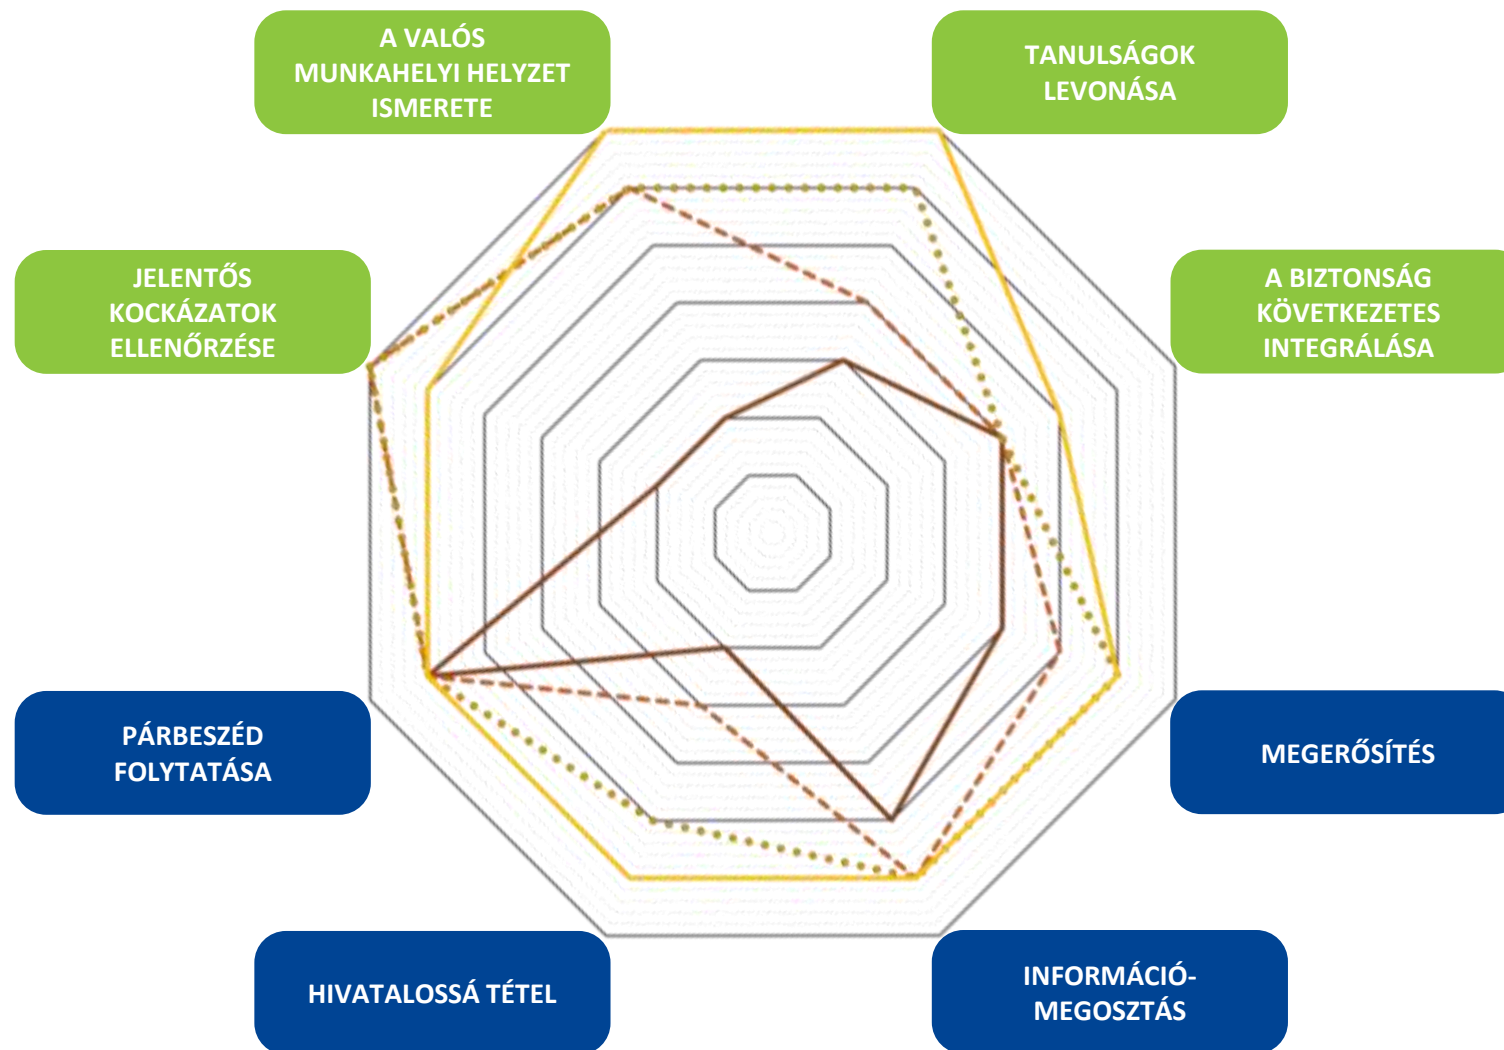 A VALÓS
MUNKAHELYI HELYZET
ISMERETE
TANULSÁGOK
LEVONÁSA
JELENTŐS
KOCKÁZATOK
ELLENŐRZÉSE
A BIZTONSÁG
KÖVETKEZETES
INTEGRÁLÁSA
PÁRBESZÉD
FOLYTATÁSA
MEGERŐSÍTÉS
HIVATALOSSÁ TÉTEL
INFORMÁCIÓ-
MEGOSZTÁS